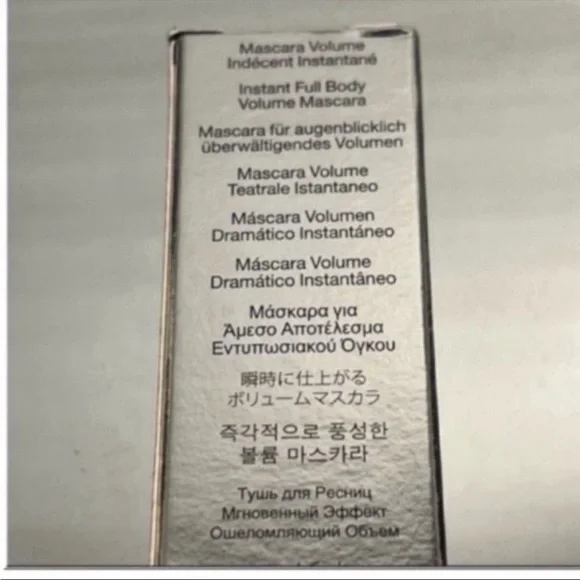 Mascara Volume
Indécent Instantané
Instant Full Body
Volume Mascara
Mascara für augenblicklich
überwältigendes Volumen
Mascara Volume
Teatrale Istantaneo
Máscara Volumen
Dramático Instantáneo
Máscara Volume
Dramático Instantâneo
Μάσκαρα για
Άμεσο Αποτέλεσμα
Εντυπωσιακού Όγκου
瞬時に仕上がる
ボリュームマスカラ
즉각적으로 풍성한
볼륨 마스카라
Тушь для Ресниц
Мгновенный Эффект
Ошеломляющий Объем